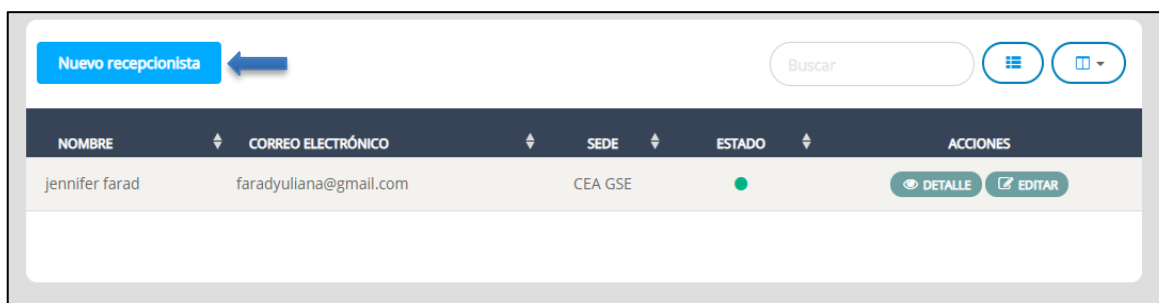 Nuevo recepcionista
Buscar
NOMBRE CORREO ELECTRÓNICO SEDE ESTADO ACCIONES
jennifer farad faradyuliana@gmail.com CEA GSE DETALLE EDITAR